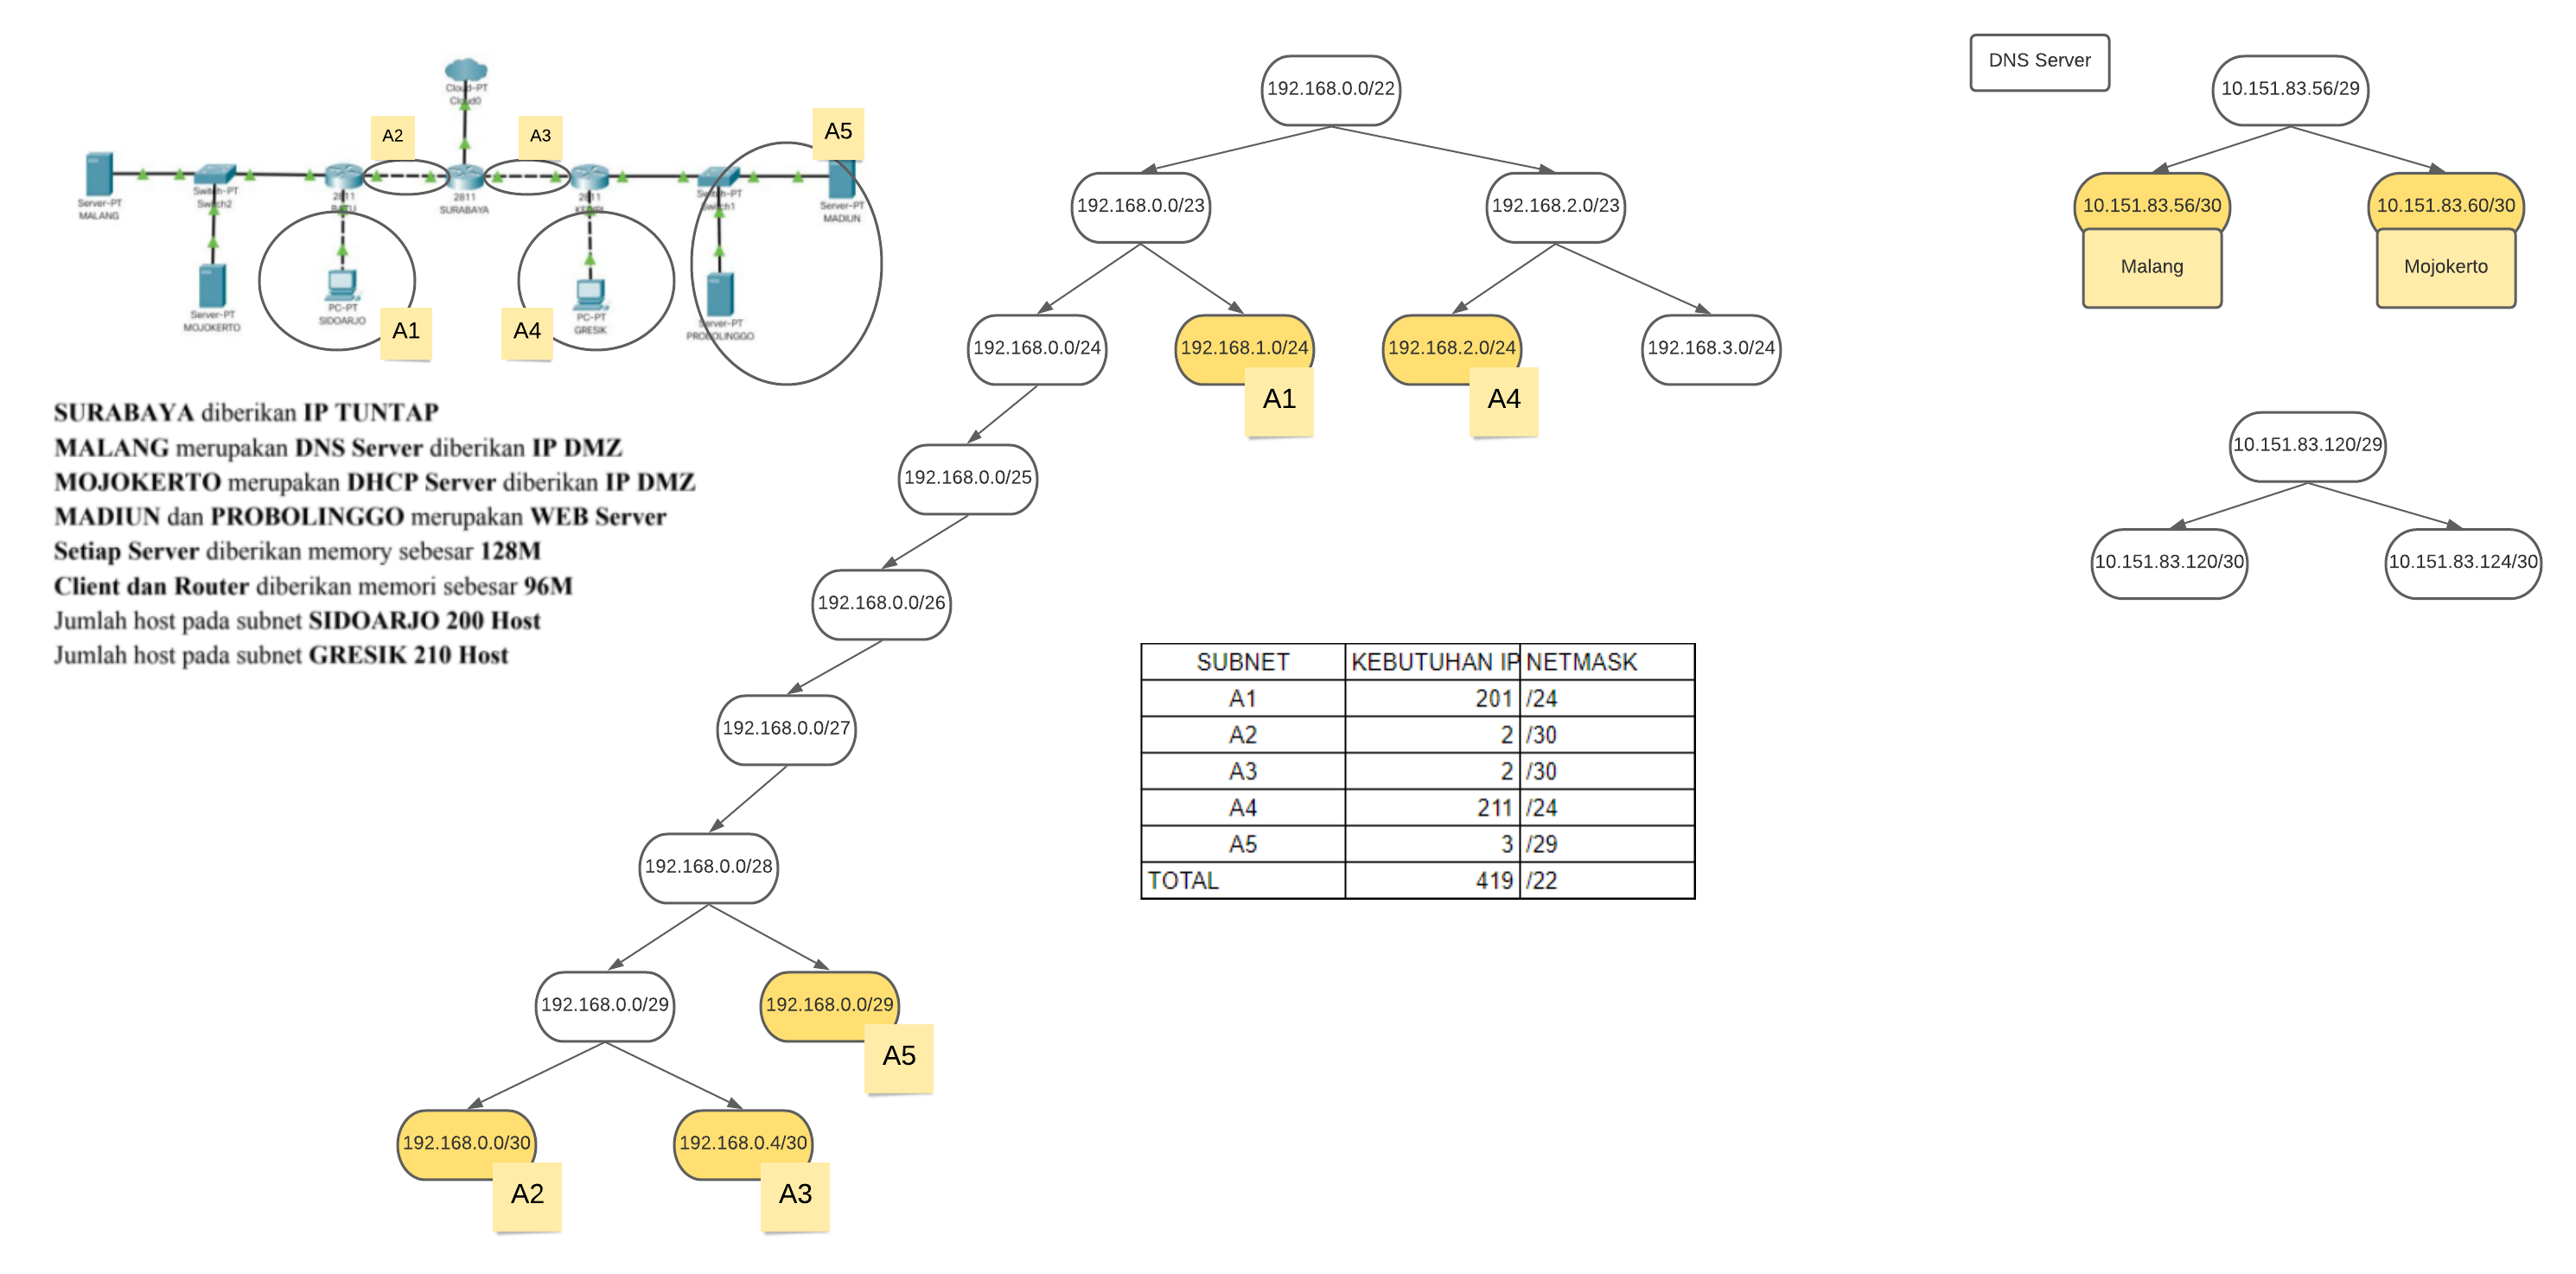 Cloud-PT
Cloud0
A2
A3
A5
Server-PT
MALANG
Switch-PT
Switch2
2811
BATU
2811
SURABAYA
2811
KEDIRI
Switch-PT
Switch1
Server-PT
MADIUN
Server-PT
MOJOKERTO
PC-PT
SIDOARJO
A1
A4
PC-PT
GRESIK
Server-PT
PROBOLINGGO
SURABAYA diberikan IP TUNTAP
MALANG merupakan DNS Server diberikan IP DMZ
MOJOKERTO merupakan DHCP Server diberikan IP DMZ
MADIUN dan PROBOLINGGO merupakan WEB Server
Setiap Server diberikan memory sebesar 128M
Client dan Router diberikan memori sebesar 96M
Jumlah host pada subnet SIDOARJO 200 Host
Jumlah host pada subnet GRESIK 210 Host
192.168.0.0/22
192.168.0.0/23
192.168.2.0/23
192.168.0.0/24
192.168.1.0/24
A1
192.168.2.0/24
A4
192.168.3.0/24
192.168.0.0/25
192.168.0.0/26
192.168.0.0/27
192.168.0.0/28
192.168.0.0/29
192.168.0.0/29
A5
192.168.0.0/30
A2
192.168.0.4/30
A3
SUBNET KEBUTUHAN IP NETMASK
A1 201 /24
A2 2 /30
A3 2 /30
A4 211 /24
A5 3 /29
TOTAL 419 /22
DNS Server
10.151.83.56/29
10.151.83.56/30
Malang
10.151.83.60/30
Mojokerto
10.151.83.120/29
10.151.83.120/30
10.151.83.124/30